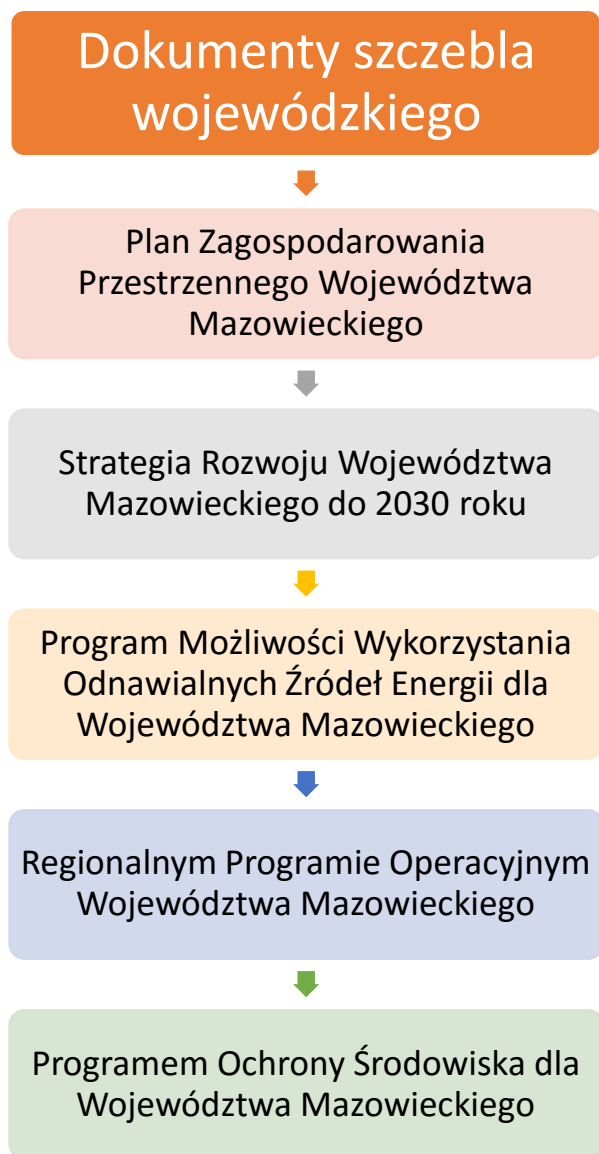 Dokumenty szczebla
wojewódzkiego
Plan Zagospodarowania
Przestrzennego Województwa
Mazowieckiego
Strategia Rozwoju Województwa
Mazowieckiego do 2030 roku
Program Możliwości Wykorzystania
Odnawialnych Źródeł Energii dla
Województwa Mazowieckiego
Regionalnym Programie Operacyjnym
Województwa Mazowieckiego
Programem Ochrony Środowiska dla
Województwa Mazowieckiego